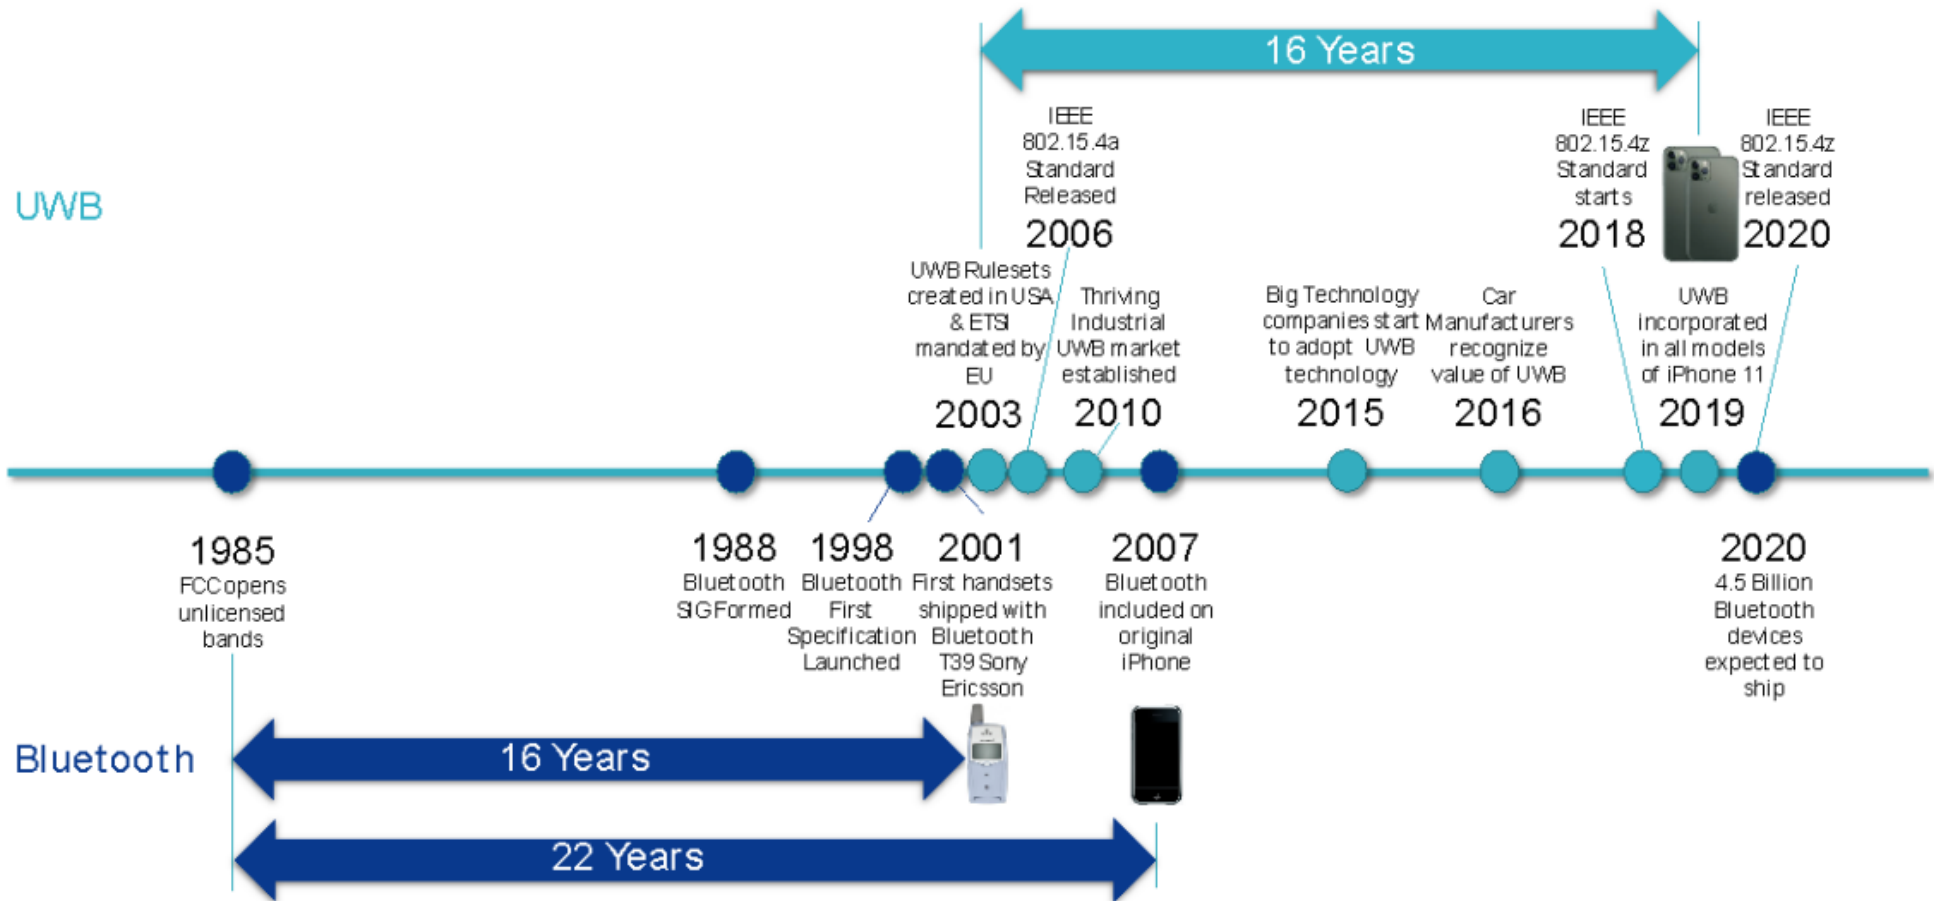 16 Years
IEEE
802.15.4a
Standard
Released
2006
IEEE
802.15.4z
Standard
starts
2018
IEEE
802.15.4z
Standard
released
2020
UWB
UWB Rulesets
created in USA
& ETSI
mandated by
EU
2003
Thriving
Industrial
UWB market
established
2010
Big Technology
companies start
to adopt UWB
technology
2015
Car
Manufacturers
recognize
value of UWB
2016
UWB
incorporated
in all models
of iPhone 11
2019
1985
FCC opens
unlicensed
bands
1988
Bluetooth
SIG Formed
1998
Bluetooth
First
Specification
Launched
2001
First handsets
shipped with
Bluetooth
T39 Sony
Ericsson
2007
Bluetooth
included on
original
iPhone
2020
4.5 Billion
Bluetooth
devices
expected to
ship
Bluetooth
16 Years
22 Years